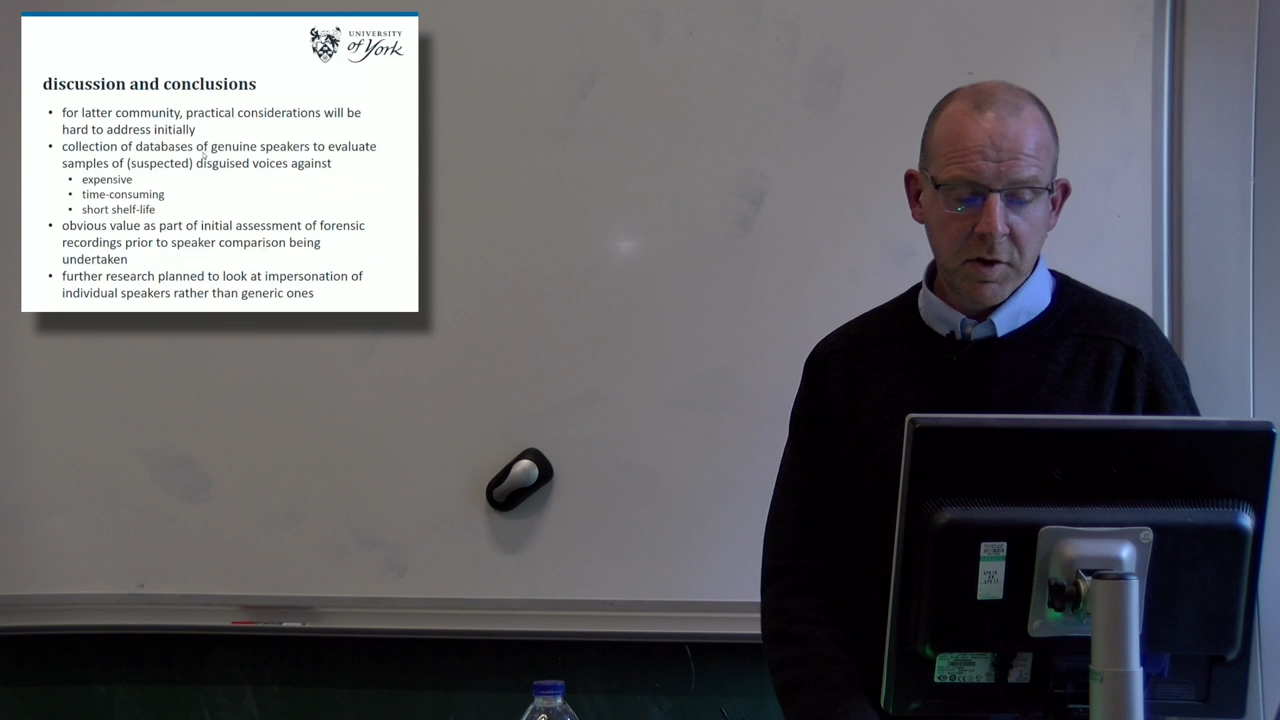 UNIVERSITY
of York
discussion and conclusions
• for latter community, practical considerations will be
hard to address initially
• collection of databases of genuine speakers to evaluate
samples of (suspected) disguised voices against
• expensive
• time-consuming
• short shelf-life
• obvious value as part of initial assessment of forensic
recordings prior to speaker comparison being
undertaken
• further research planned to look at impersonation of
individual speakers rather than generic ones